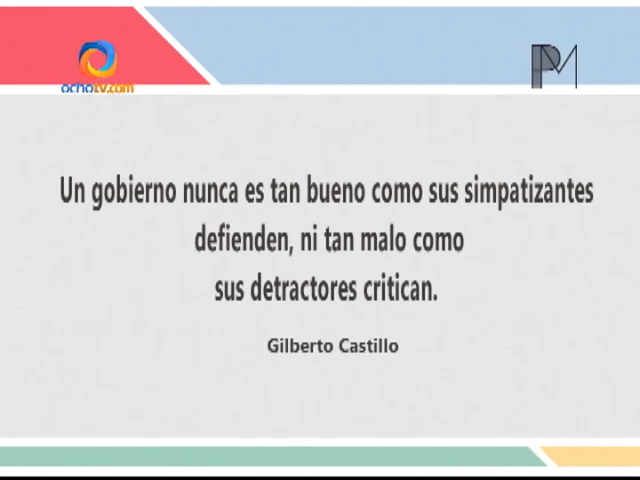 ochotv.com
PM
Un gobierno nunca es tan bueno como sus simpatizantes
defienden, ni tan malo como
sus detractores critican.
Gilberto Castillo